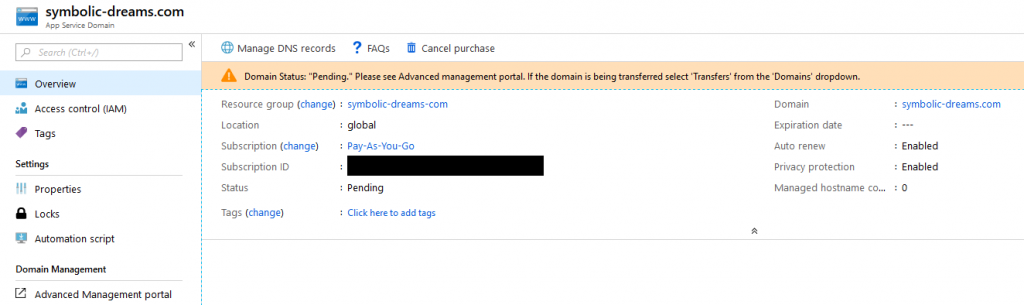 symbolic-dreams.com
App Service Domain
Search (Ctrl+/)
«
Overview
Access control (IAM)
Tags
Settings
Properties
Locks
Automation script
Domain Management
Advanced Management portal
Manage DNS records
? FAQs
Cancel purchase
Domain Status: "Pending." Please see Advanced management portal. If the domain is being transferred select 'Transfers' from the 'Domains' dropdown.
Resource group (change) : symbolic-dreams-com
Location : global
Subscription (change) : Pay-As-You-Go
Subscription ID :
Status : Pending
Tags (change) : Click here to add tags
Domain : symbolic-dreams.com
Expiration date : ---
Auto renew : Enabled
Privacy protection : Enabled
Managed hostname co... : 0